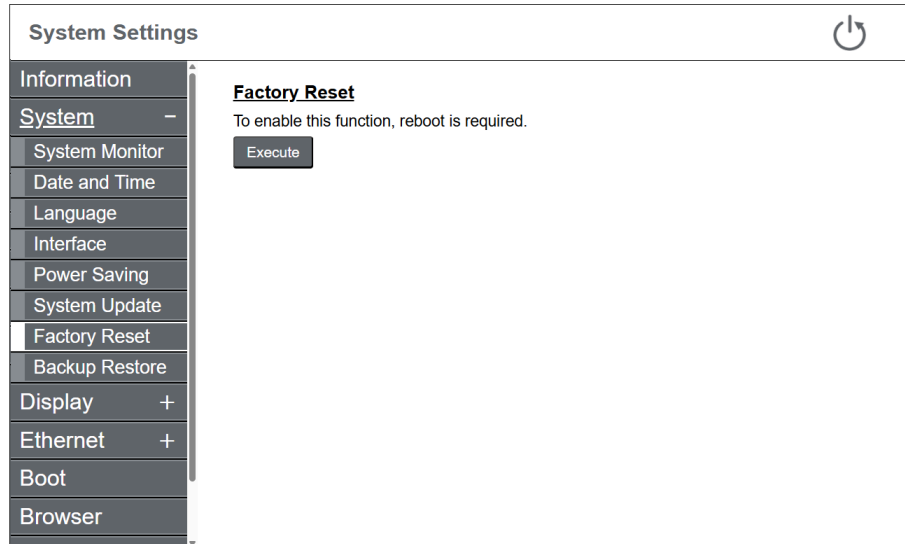 System Settings
Information
System −
System Monitor
Date and Time
Language
Interface
Power Saving
System Update
Factory Reset
Backup Restore
Display +
Ethernet +
Boot
Browser
Factory Reset
To enable this function, reboot is required.
Execute